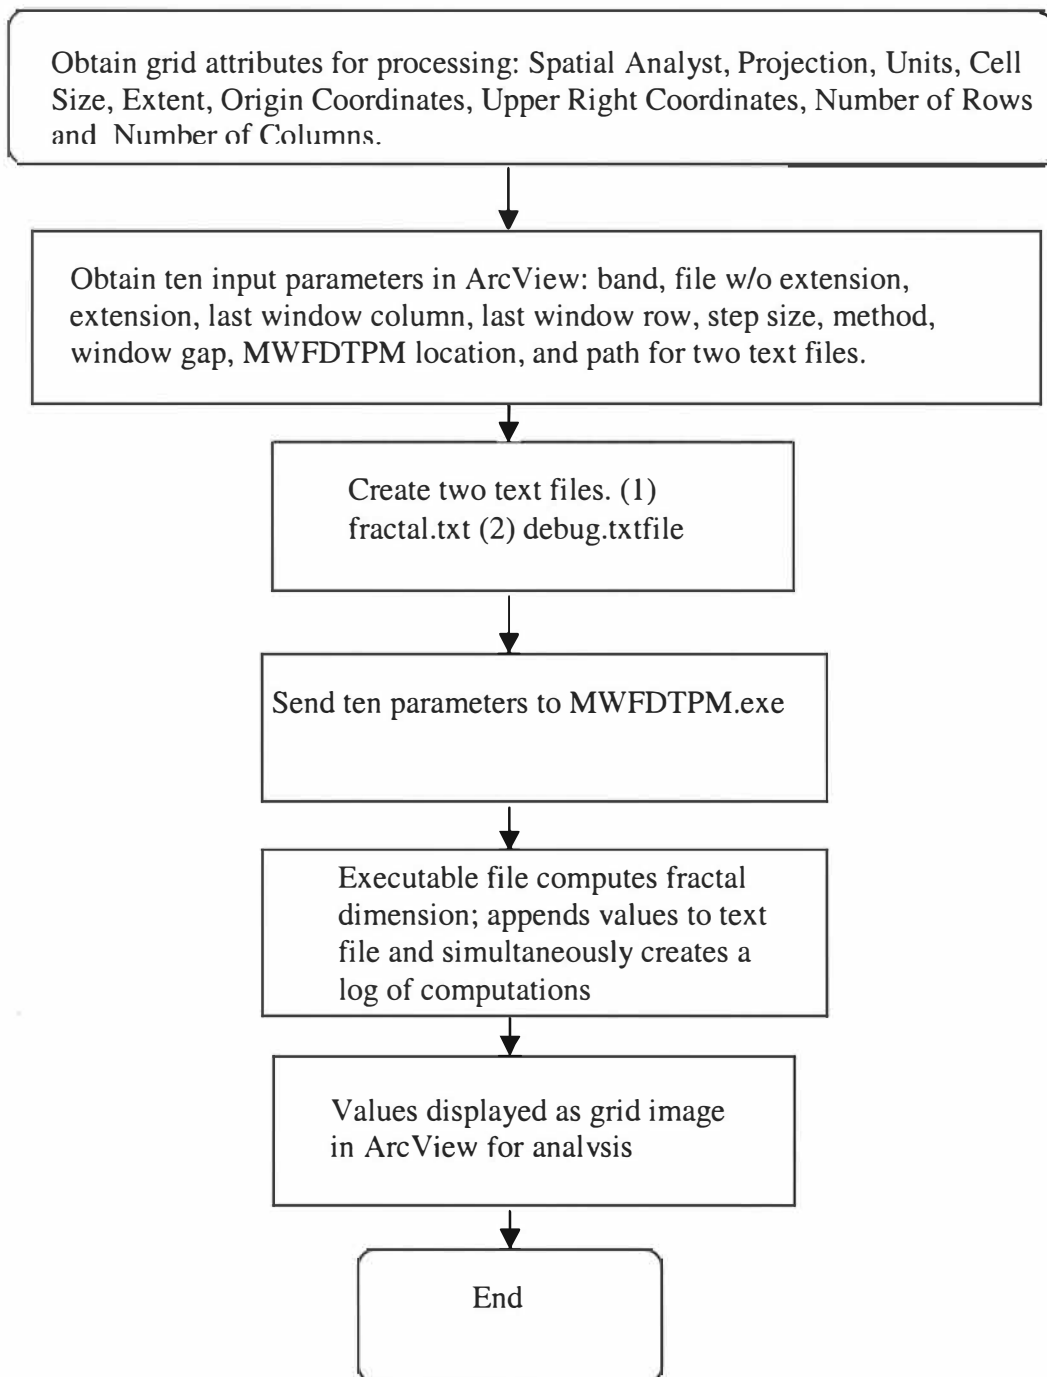 Obtain grid attributes for processing: Spatial Analyst, Projection, Units, Cell
Size, Extent, Origin Coordinates, Upper Right Coordinates, Number of Rows
and Number of Columns.
Obtain ten input parameters in ArcView: band, file w/o extension,
extension, last window column, last window row, step size, method,
window gap, MWFDTPM location, and path for two text files.
Create two text files. (1)
fractal.txt (2) debug.txtfile
Send ten parameters to MWFDTPM.exe
Executable file computes fractal
dimension; appends values to text
file and simultaneously creates a
log of computations
Values displayed as grid image
in ArcView for analysis
End